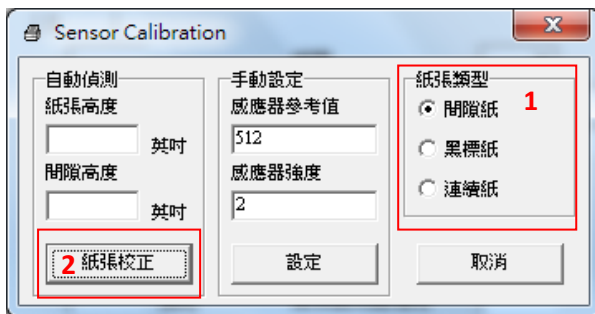 Sensor Calibration
自動偵測
紙張高度
英吋
間隙高度
英吋
2 紙張校正
手動設定
感應器參考值
512
感應器強度
2
設定
紙張類型
間隙紙 1
黑標紙
連續紙
取消